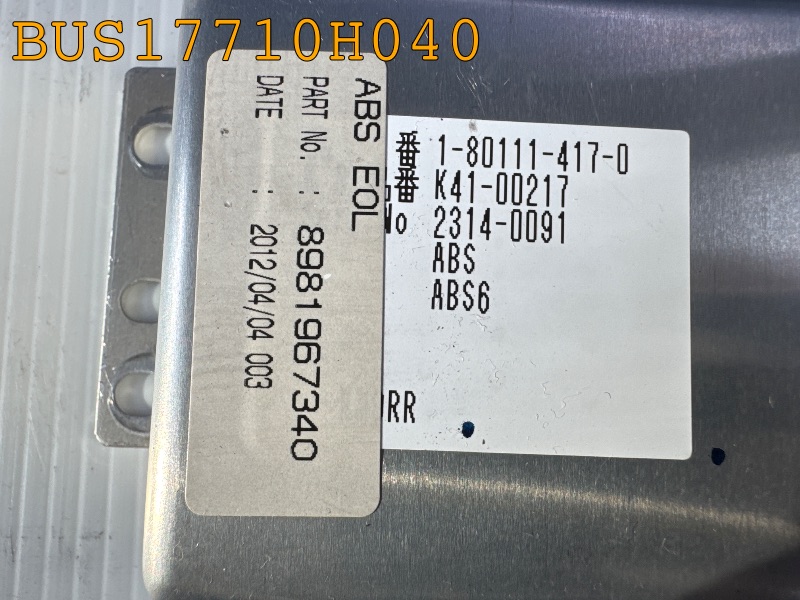 BUS17710H040
ABS EOL
PART No. : 8981967340
DATE : 2012/04/04 003
番 1-80111-417-0
番 K41-00217
No 2314-0091
ABS
ABS6
RR